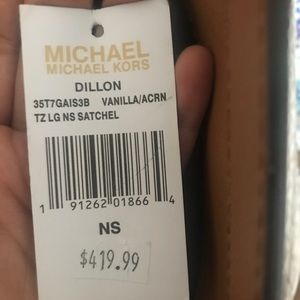 MICHAEL
MICHAEL KORS
DILLON
35T7GAIS3B VANILLA/ACRN
TZ LG NS SATCHEL
1 91262 01866 4
NS
$419.99